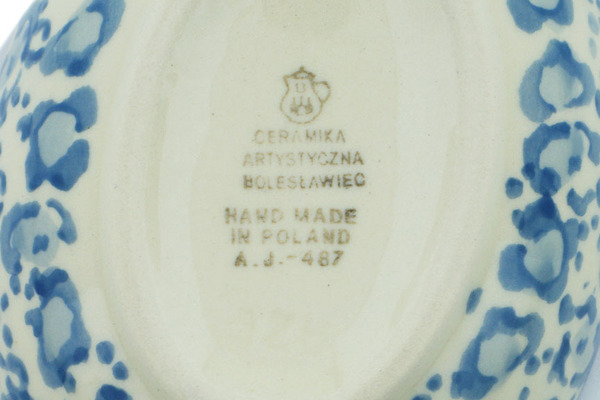 B
CERAMIKA
ARTYSTYCZNA
BOLESŁAWIEC
HAND MADE
IN POLAND
A.J.-487